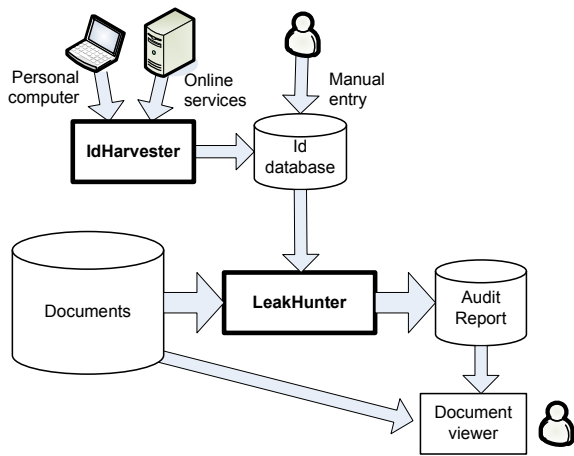 Personal
computer
Online
services
Manual
entry
IdHarvester
Id
database
Documents
LeakHunter
Audit
Report
Document
viewer